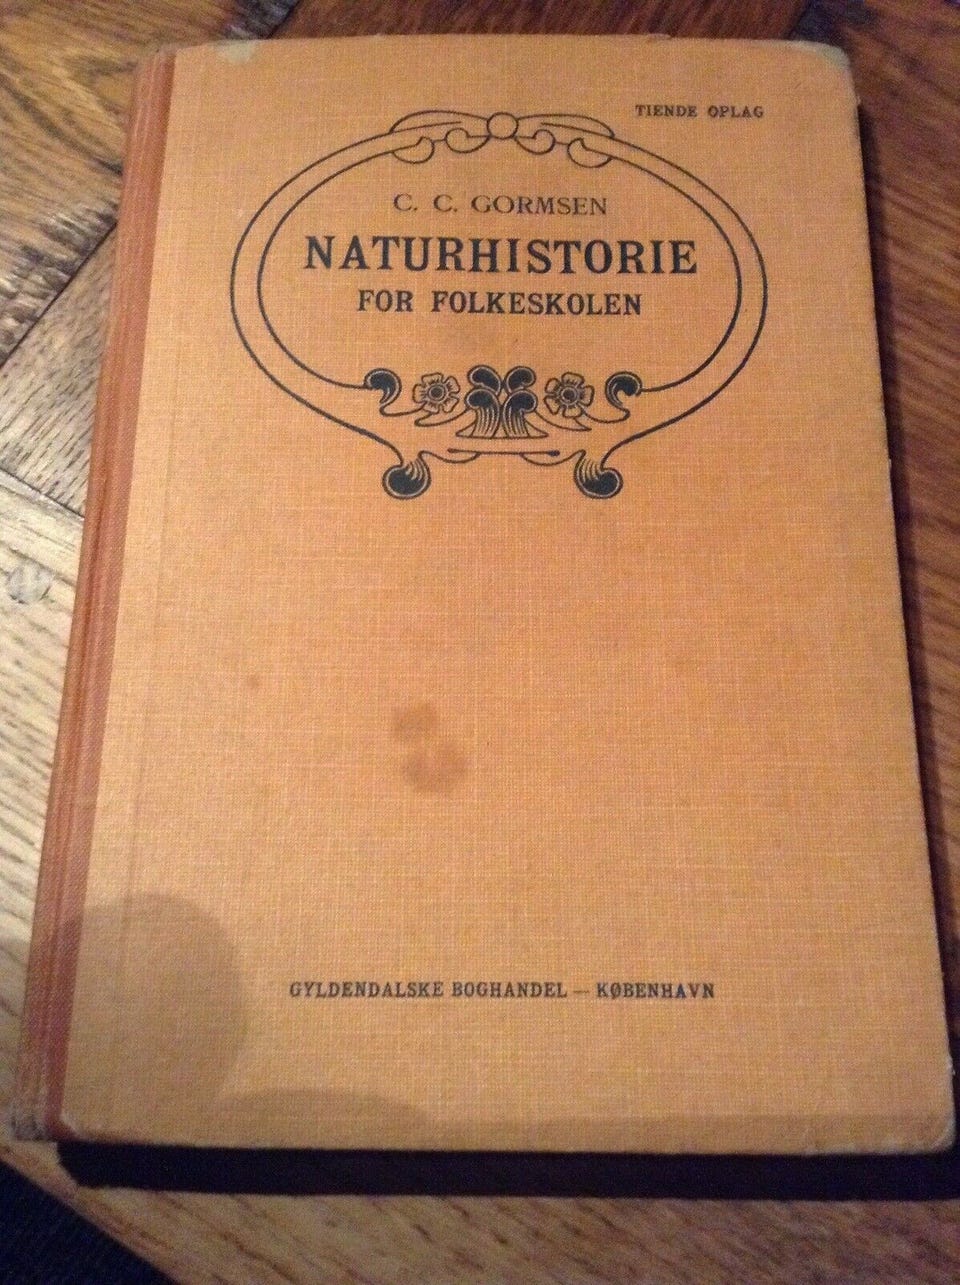 TIENDE OPLAG
C. C. GORMSEN
NATURHISTORIE
FOR FOLKESKOLEN
GYLDENDALSKE BOGHANDEL — KØBENHAVN